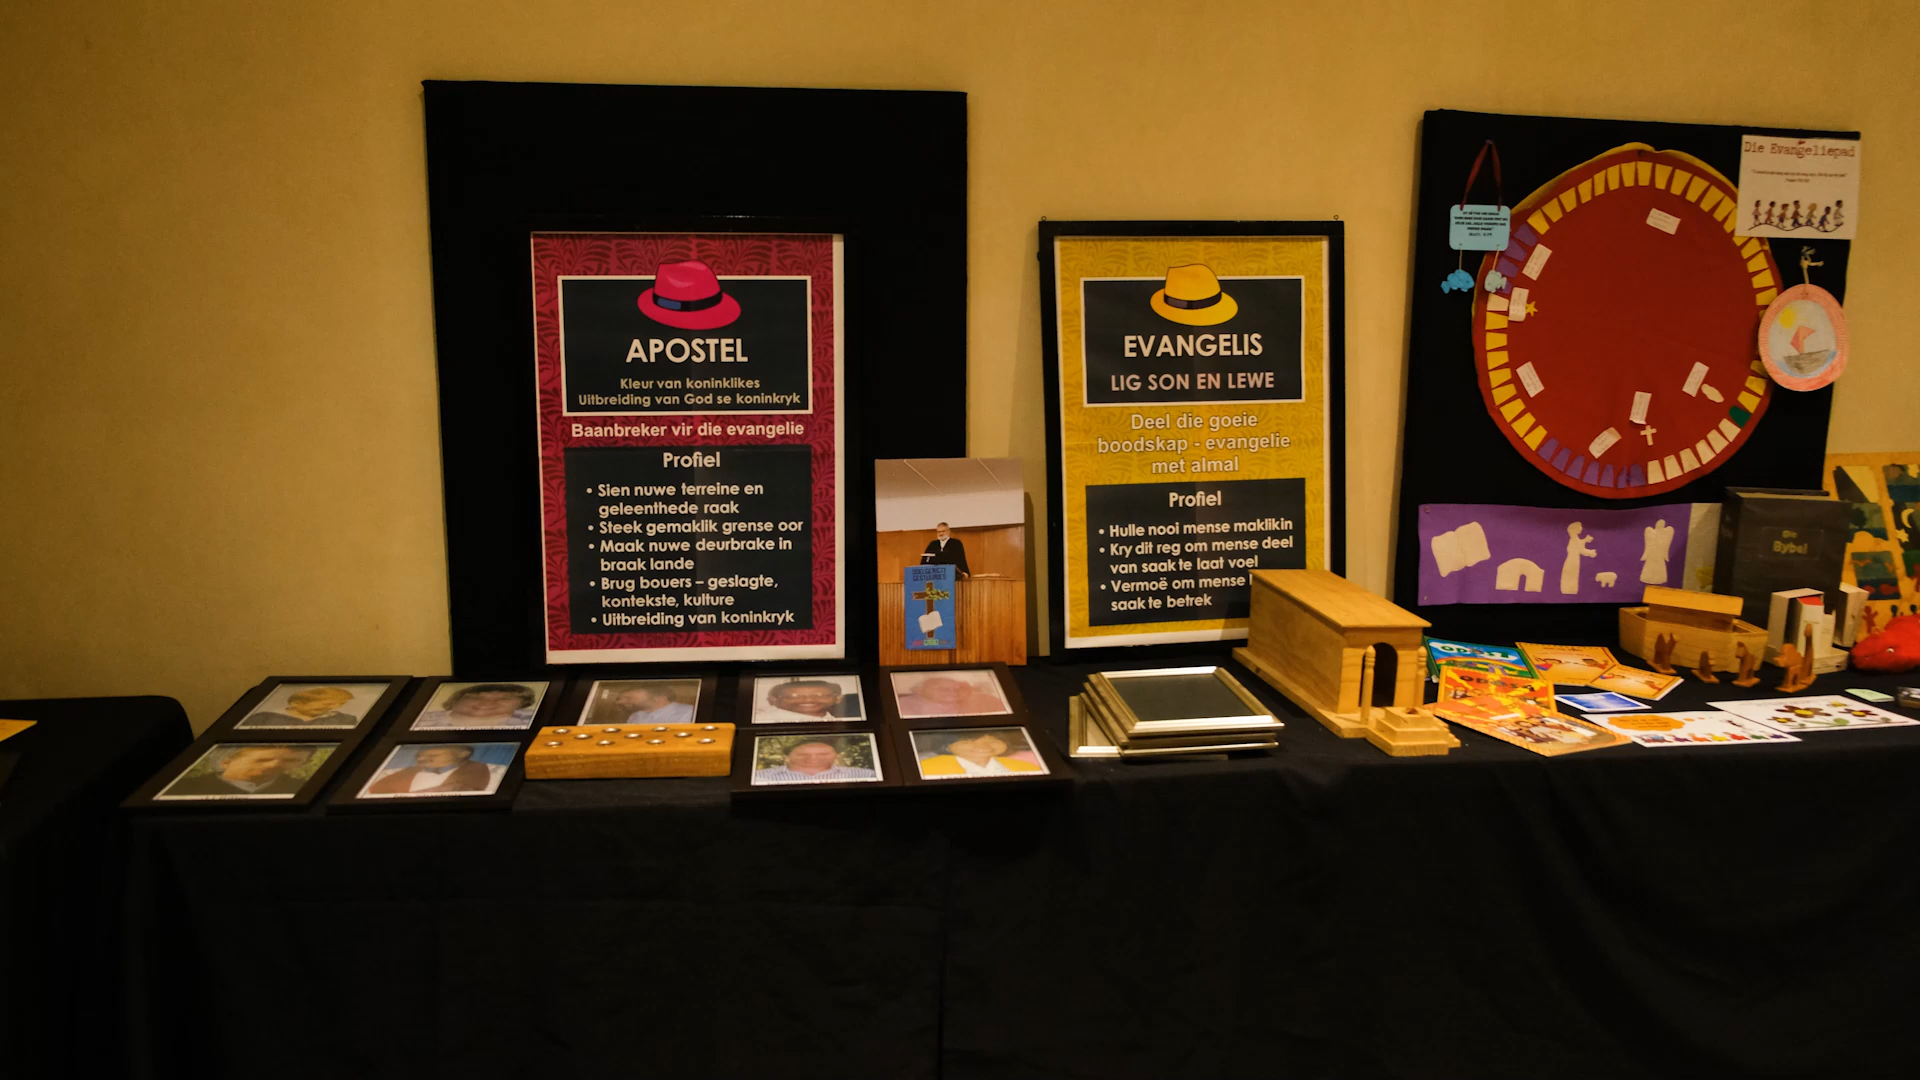 APOSTEL
Kleur van koninklikes
Uitbreiding van God se koninkryk
Baanbreker vir die evangelie
Profiel
• Sien nuwe terreine en
geleenthede raak
• Steek gemaklik grense oor
• Maak nuwe deurbrake in
braak lande
• Brug bouers – geslagte,
kontekste, kulture
• Uitbreiding van koninkryk
EVANGELIS
LIG SON EN LEWE
Deel die goeie
boodskap - evangelie
met almal
Profiel
• Hulle nooi mense maklikin
• Kry dit reg om mense deel
van saak te laat voel
• Vermoë om mense
saak te betrek
Die Evangeliepad
Die
Bybel